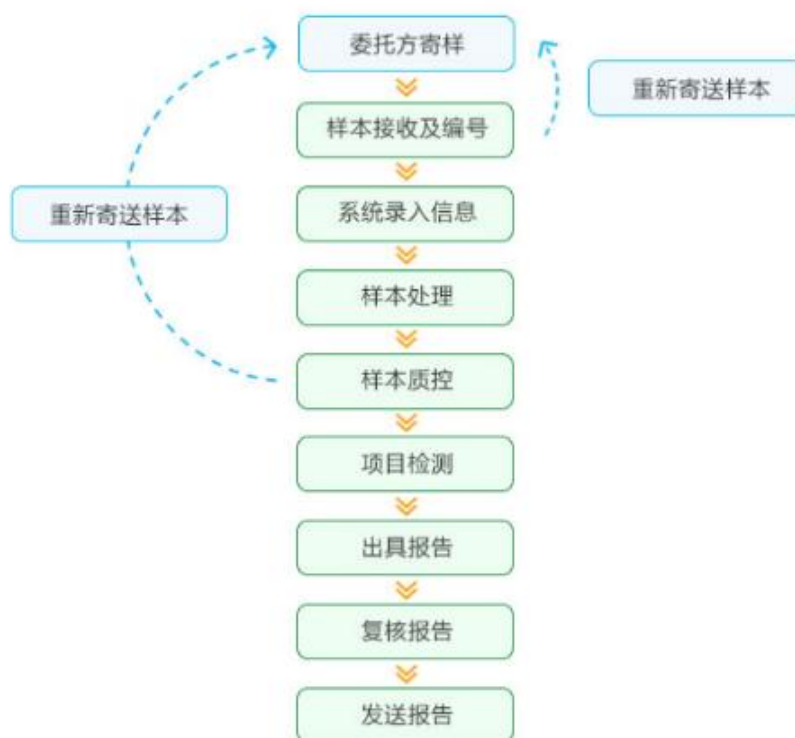 委托方寄样
重新寄送样本
样本接收及编号
重新寄送样本
系统录入信息
样本处理
样本质控
项目检测
出具报告
复核报告
发送报告